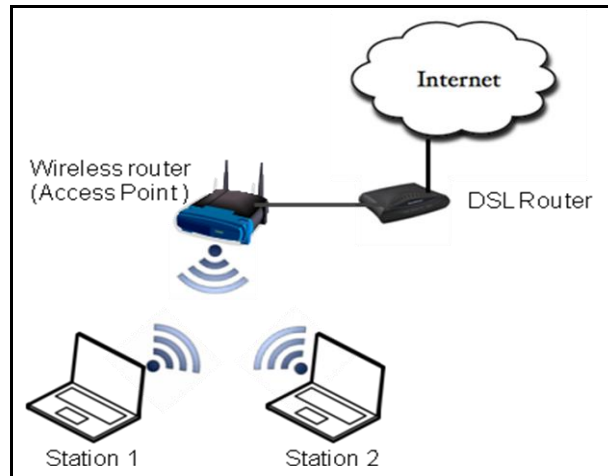 Internet
Wireless router
(Access Point )
DSL Router
Station 1
Station 2